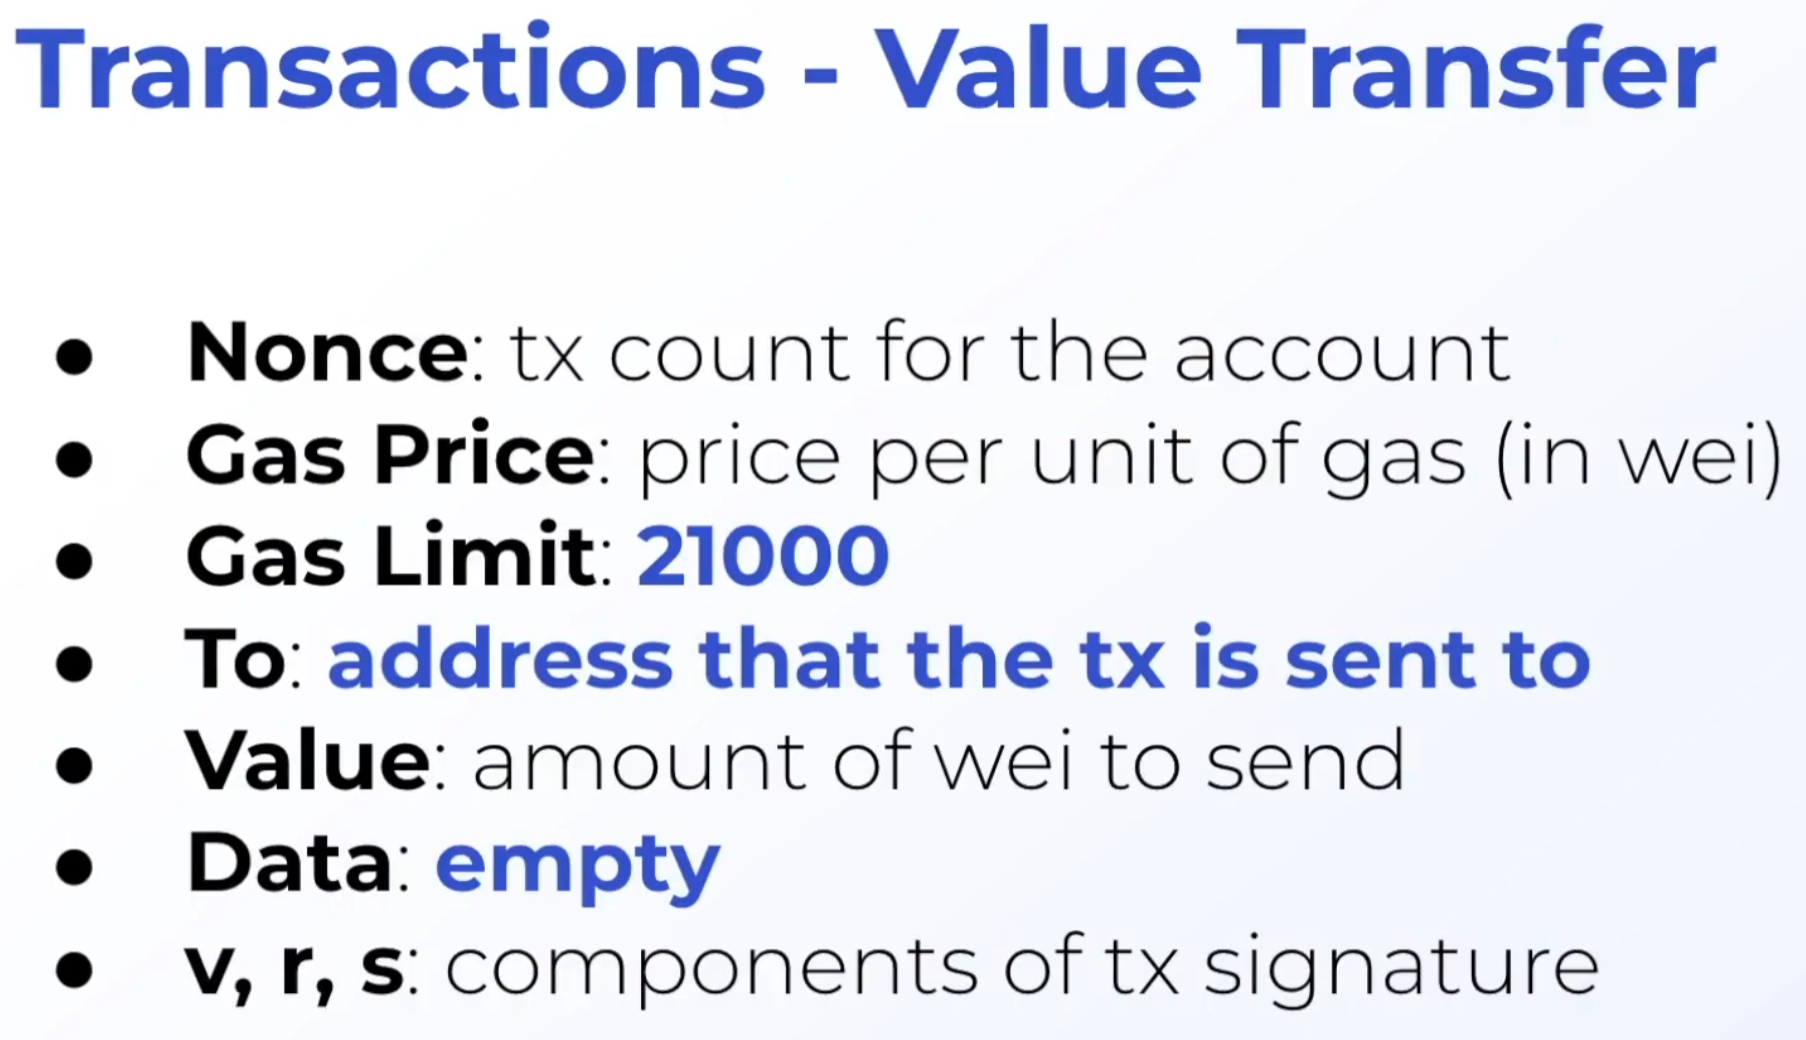 Transactions - Value Transfer
● Nonce: tx count for the account
● Gas Price: price per unit of gas (in wei)
● Gas Limit: 21000
● To: address that the tx is sent to
● Value: amount of wei to send
● Data: empty
● v, r, s: components of tx signature